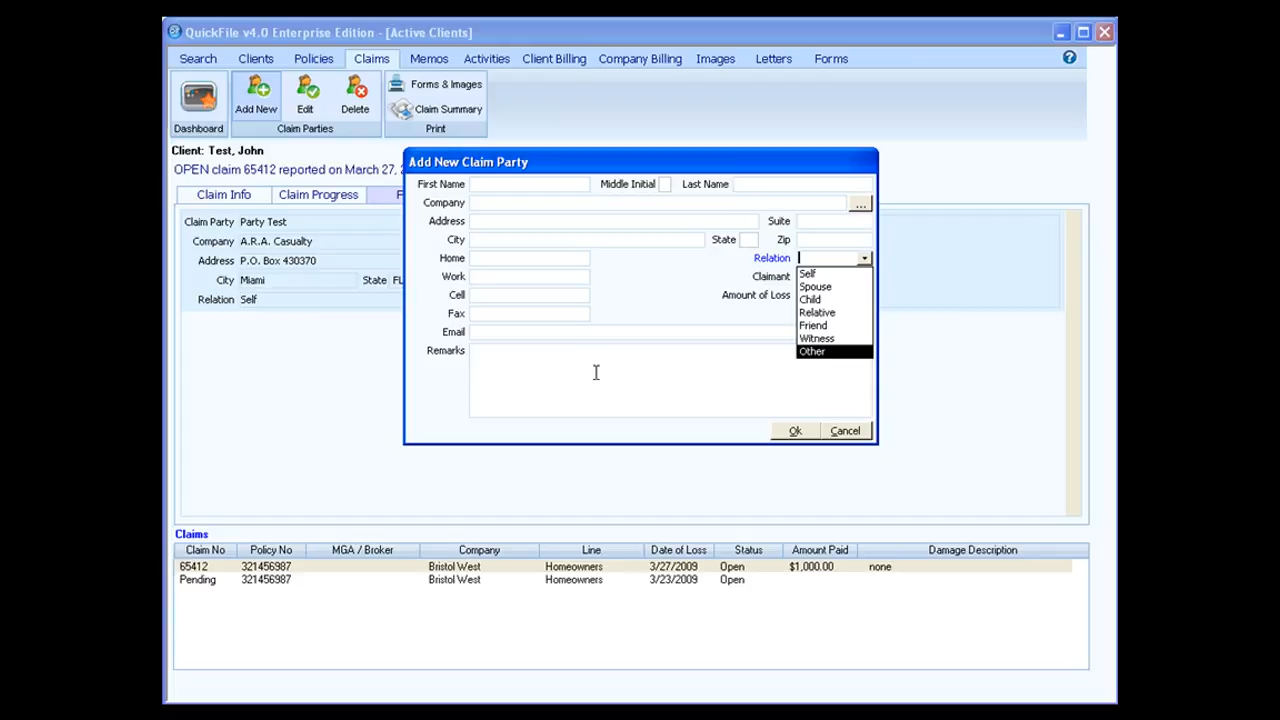 QuickFile v4.0 Enterprise Edition - [Active Clients]
Search Clients Policies Claims Memos Activities Client Billing Company Billing Images Letters Forms
Add New Edit Delete Forms & Images
Claim Summary
Dashboard Claim Parties Print
Client: Test, John
OPEN claim 65412 reported on March 27, 2
Claim Info Claim Progress
Claim Party Party Test
Company A.R.A. Casualty
Address P.O. Box 430370
City Miami State FL
Relation Self
Add New Claim Party
First Name Middle Initial Last Name
Company ...
Address Suite
City State Zip
Home Relation
Work Claimant
Cell Amount of Loss
Fax
Email
Remarks
Self
Spouse
Child
Relative
Friend
Witness
Other
Ok Cancel
Claims
Claim No Policy No MGA / Broker Company Line Date of Loss Status Amount Paid Damage Description
65412 321456987 Bristol West Homeowners 3/27/2009 Open $1,000.00 none
Pending 321456987 Bristol West Homeowners 3/23/2009 Open